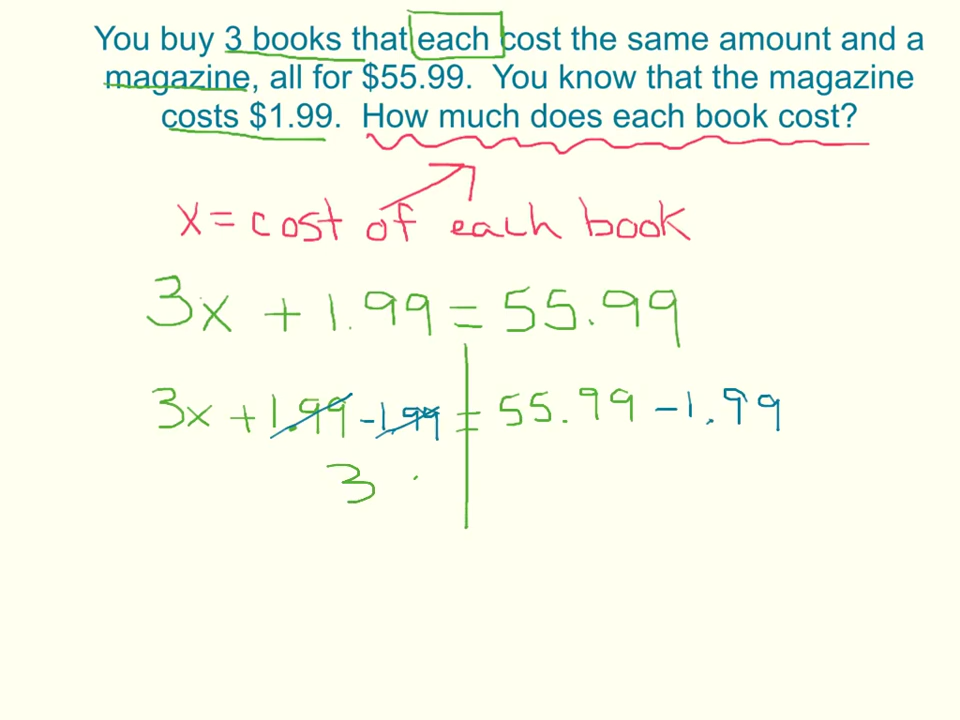 You buy 3 books that each cost the same amount and a
magazine, all for $55.99. You know that the magazine
costs $1.99. How much does each book cost?
x = cost of each book
3x + 1.99 = 55.99
3x + 1.99 - 1.99 = 55.99 - 1.99
3